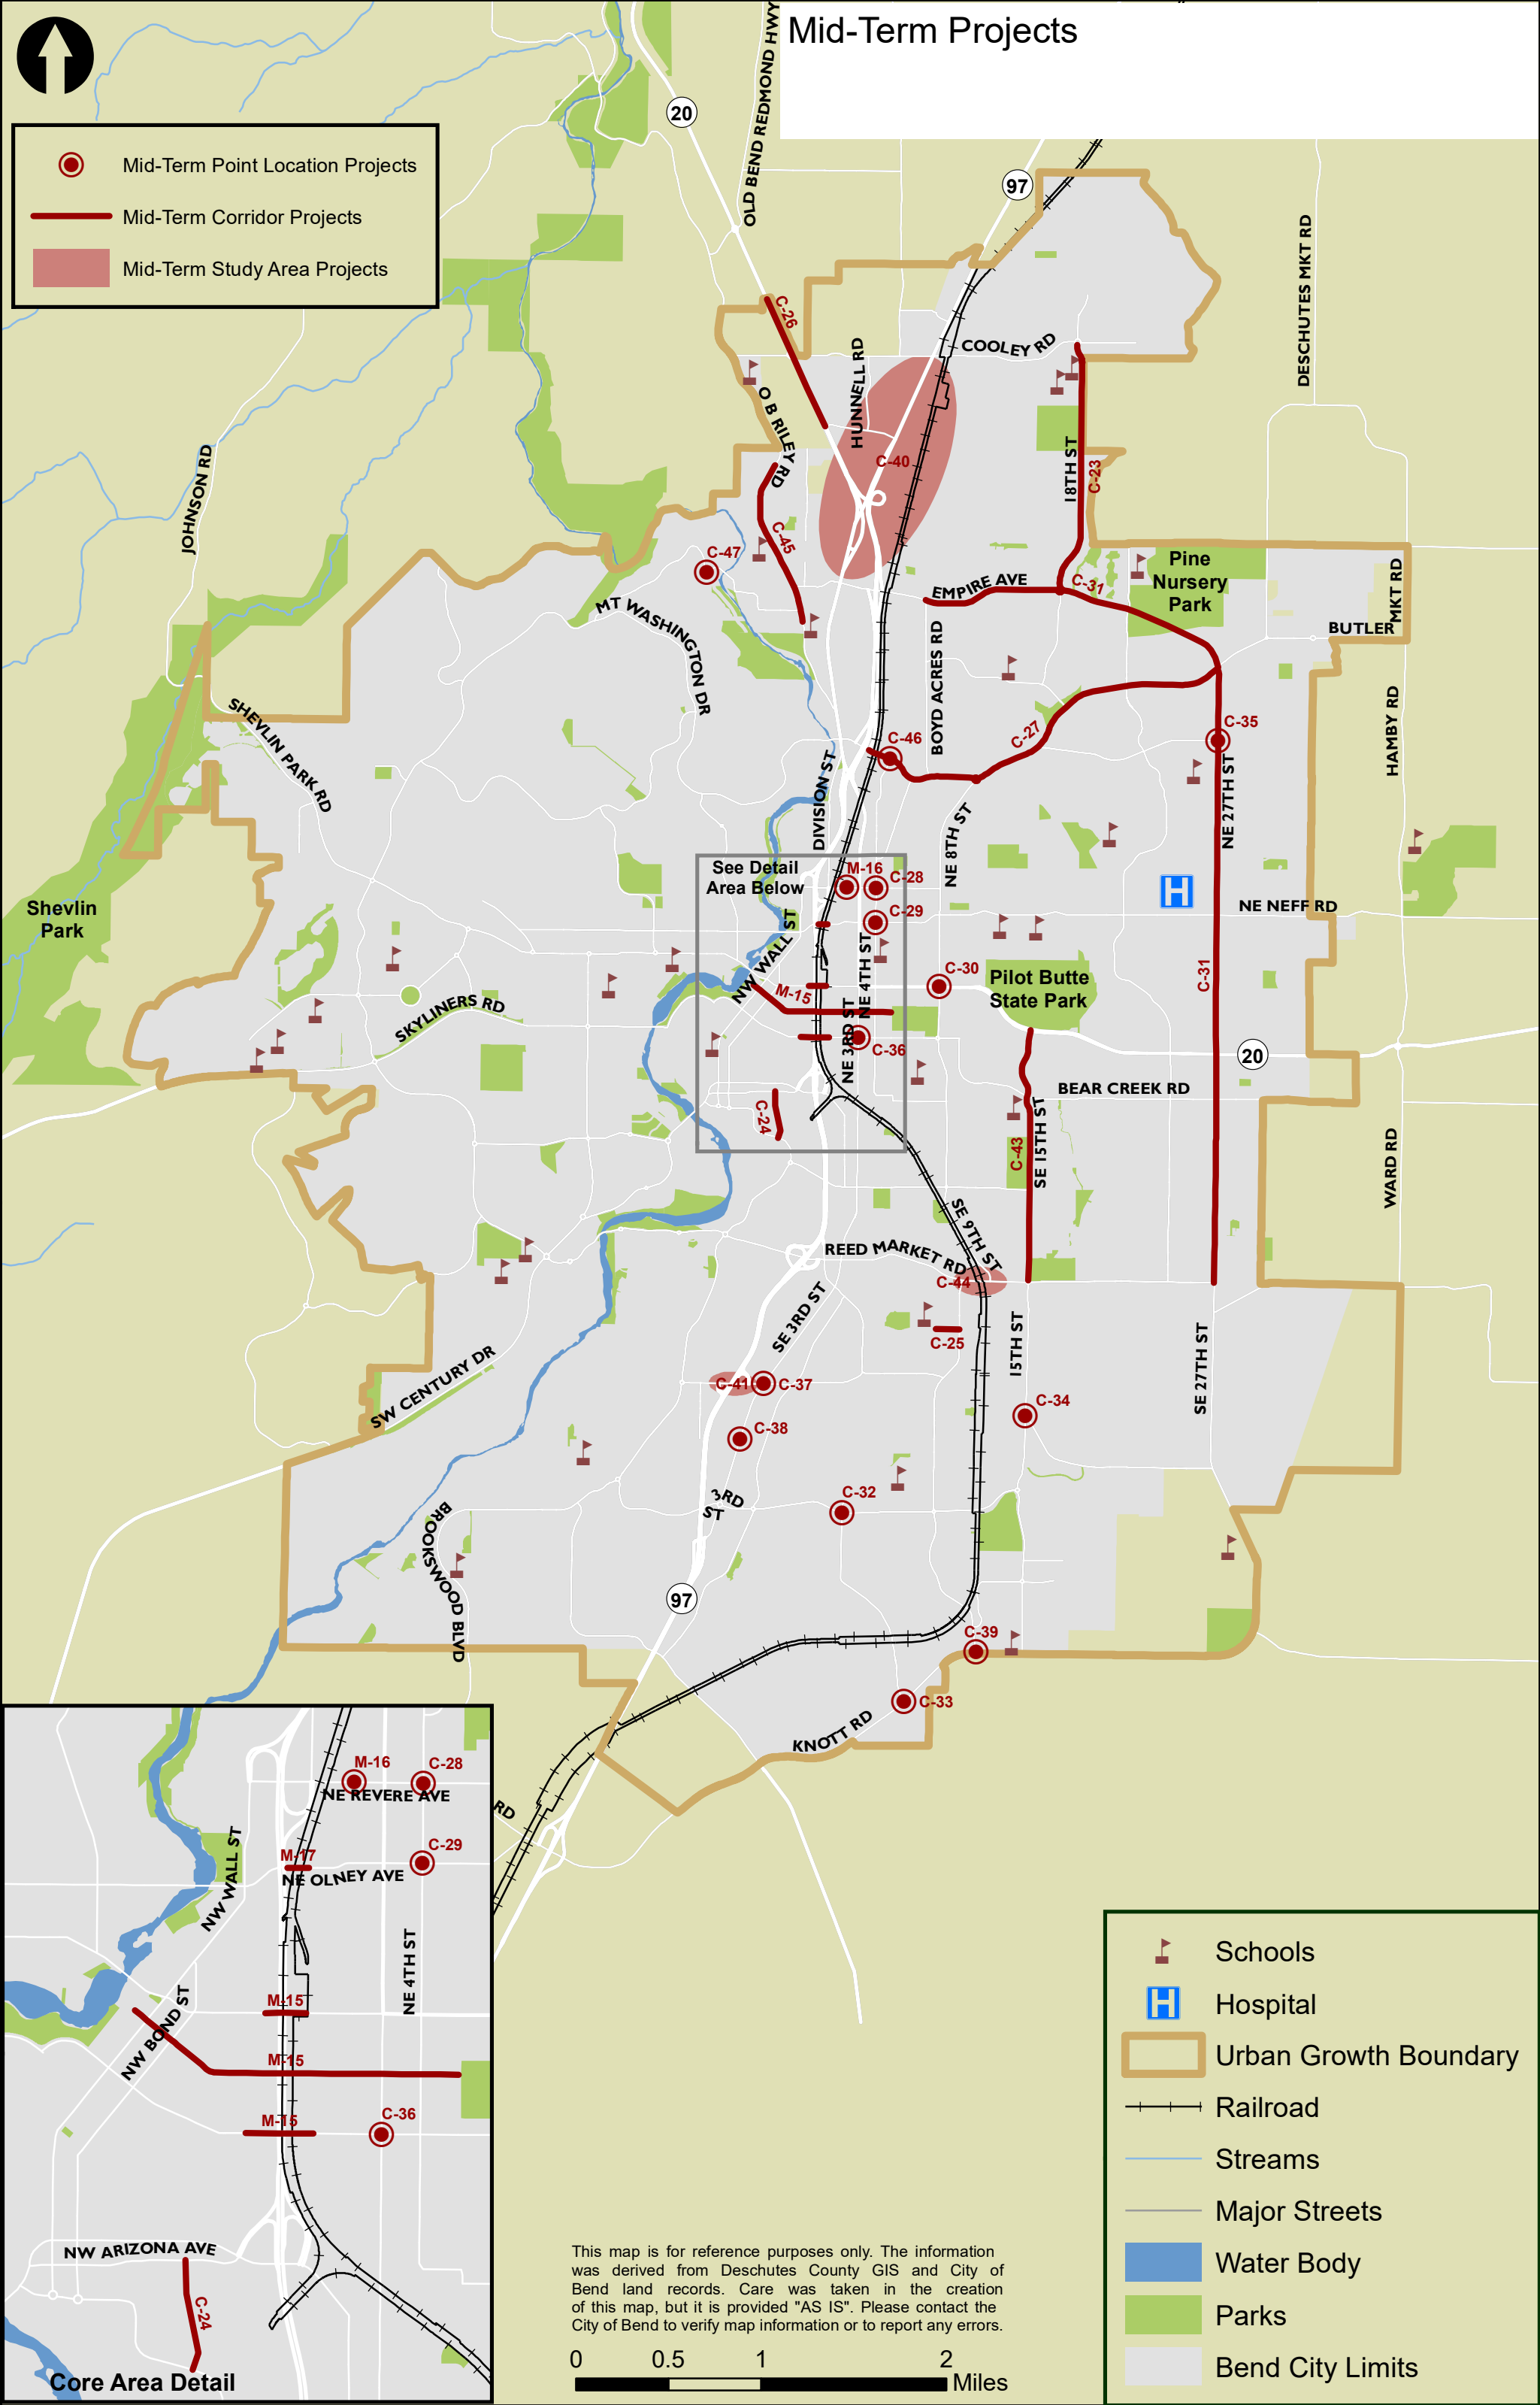 Mid-Term Projects
Mid-Term Point Location Projects
Mid-Term Corridor Projects
Mid-Term Study Area Projects
20
OLD BEND REDMOND HWY
97
DESCHUTES MKT RD
C-26
COOLEY RD
HUNNELL RD
O B RILEY RD
C-40
18TH ST
C-23
JOHNSON RD
C-45
C-47
EMPIRE AVE
C-31
Pine
Nursery
Park
MKT RD
BUTLER
MT WASHINGTON DR
BOYD ACRES RD
SHEVLIN PARK RD
HAMBY RD
C-46
C-27
C-35
DIVISION ST
NE 27TH ST
NE 8TH ST
See Detail
Area Below
M-16
C-28
C-29
Shevlin
Park
NE NEFF RD
NW WALL ST
NE 4TH ST
C-30
Pilot Butte
State Park
C-31
M-15
SKYLINERS RD
NE 3RD ST
C-36
20
BEAR CREEK RD
C-24
C-43
SE 15TH ST
WARD RD
SE 9TH ST
REED MARKET RD
C-44
C-25
SE 3RD ST
15TH ST
SE 27TH ST
C-41
C-37
SW CENTURY DR
C-34
C-38
3RD
ST
C-32
BROOKSWOOD BLVD
97
C-39
C-33
KNOTT RD
RD
M-16
C-28
NE REVERE AVE
C-29
M-17
NE OLNEY AVE
NW WALL ST
NE 4TH ST
M-15
NW BOND ST
M-15
M-15
C-36
NW ARIZONA AVE
C-24
Core Area Detail
This map is for reference purposes only. The information
was derived from Deschutes County GIS and City of
Bend land records. Care was taken in the creation
of this map, but it is provided "AS IS". Please contact the
City of Bend to verify map information or to report any errors.
0 0.5 1 2
Miles
Schools
H Hospital
Urban Growth Boundary
Railroad
Streams
Major Streets
Water Body
Parks
Bend City Limits
H